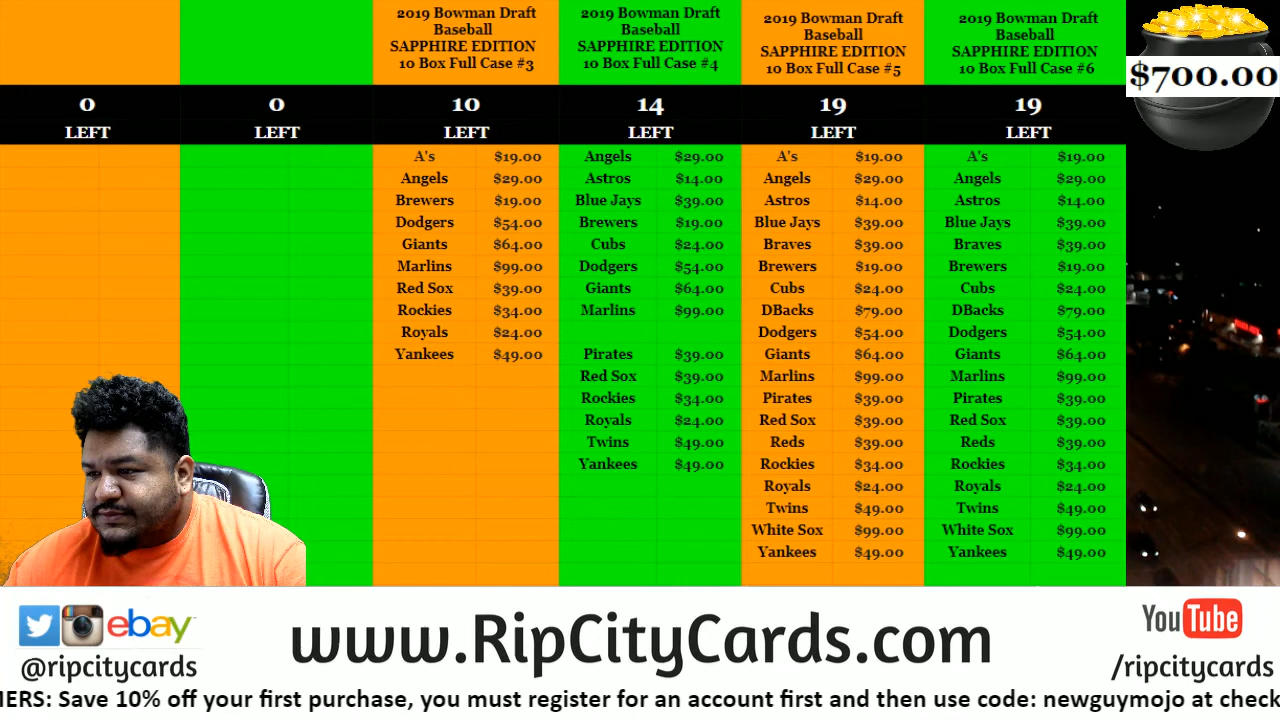 2019 Bowman Draft
Baseball
SAPPHIRE EDITION
10 Box Full Case #3
2019 Bowman Draft
Baseball
SAPPHIRE EDITION
10 Box Full Case #4
2019 Bowman Draft
Baseball
SAPPHIRE EDITION
10 Box Full Case #5
2019 Bowman Draft
Baseball
SAPPHIRE EDITION
10 Box Full Case #6
$700.00
0 0 10 14 19 19
LEFT LEFT LEFT LEFT LEFT LEFT
A's $19.00 Angels $29.00 A's $19.00 A's $19.00
Angels $29.00 Astros $14.00 Angels $29.00 Angels $29.00
Brewers $19.00 Blue Jays $39.00 Astros $14.00 Astros $14.00
Dodgers $54.00 Brewers $19.00 Blue Jays $39.00 Blue Jays $39.00
Giants $64.00 Cubs $24.00 Braves $39.00 Braves $39.00
Marlins $99.00 Dodgers $54.00 Brewers $19.00 Brewers $19.00
Red Sox $39.00 Giants $64.00 Cubs $24.00 Cubs $24.00
Rockies $34.00 Marlins $99.00 DBacks $79.00 DBacks $79.00
Royals $24.00 Dodgers $54.00 Dodgers $54.00
Yankees $49.00 Pirates $39.00 Giants $64.00 Giants $64.00
Red Sox $39.00 Marlins $99.00 Marlins $99.00
Rockies $34.00 Pirates $39.00 Pirates $39.00
Royals $24.00 Red Sox $39.00 Red Sox $39.00
Twins $49.00 Reds $39.00 Reds $39.00
Yankees $49.00 Rockies $34.00 Rockies $34.00
Royals $24.00 Royals $24.00
Twins $49.00 Twins $49.00
White Sox $99.00 White Sox $99.00
Yankees $49.00 Yankees $49.00
ebay
@ripcitycards
www.RipCityCards.com
YouTube
/ripcitycards
IERS: Save 10% off your first purchase, you must register for an account first and then use code: newguymojo at check